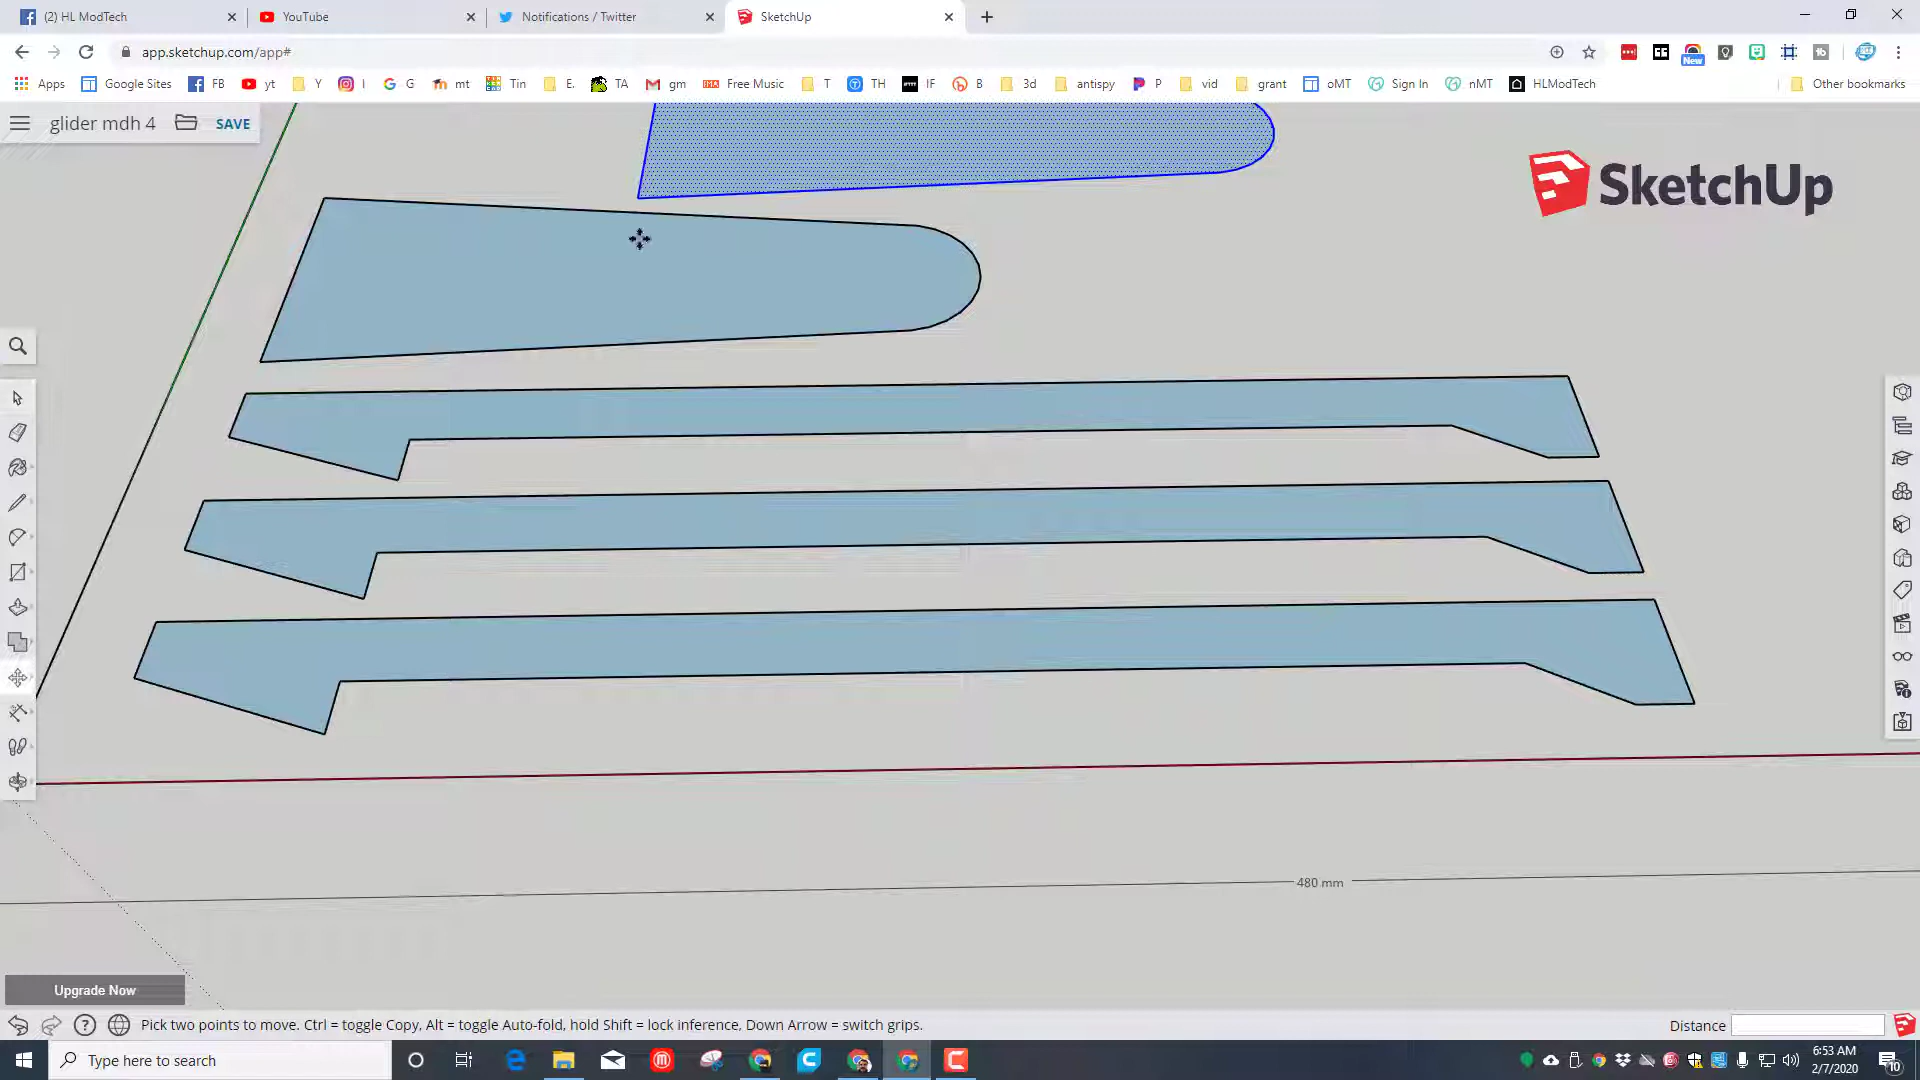 (2) HL ModTech
YouTube
Notifications / Twitter
SketchUp
app.sketchup.com/app#
New
Apps
Google Sites
FB
yt
Y
I
G
mt
Tin
E.
TA
gm
Free Music
T
TH
IF
B
3d
antispy
P
vid
grant
oMT
Sign In
nMT
HLModTech
Other bookmarks
glider mdh 4
SAVE
SketchUp
480 mm
Upgrade Now
Pick two points to move. Ctrl = toggle Copy, Alt = toggle Auto-fold, hold Shift = lock inference, Down Arrow = switch grips.
Distance
Type here to search
6:53 AM
2/7/2020
10